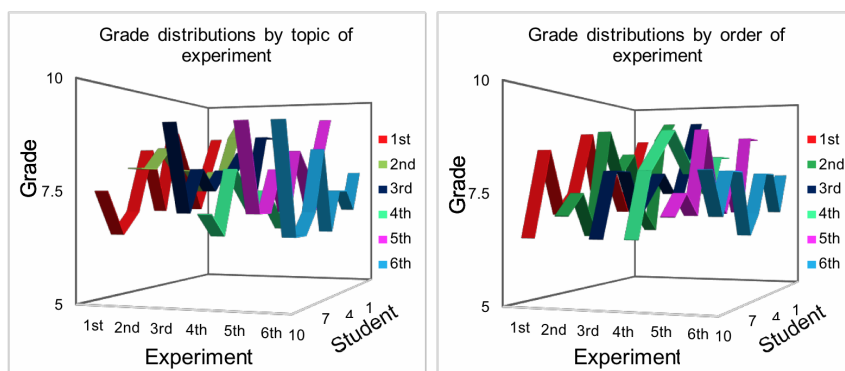 Grade distributions by topic of
experiment
10
7.5
5
Grade
1st
2nd
3rd
4th
5th
6th
1st 2nd 3rd 4th 5th 6th
10 7 4 1
Experiment
Student
Grade distributions by order of
experiment
10
7.5
5
Grade
1st
2nd
3rd
4th
5th
6th
1st 2nd 3rd 4th 5th 6th
10 7 4 1
Experiment
Student